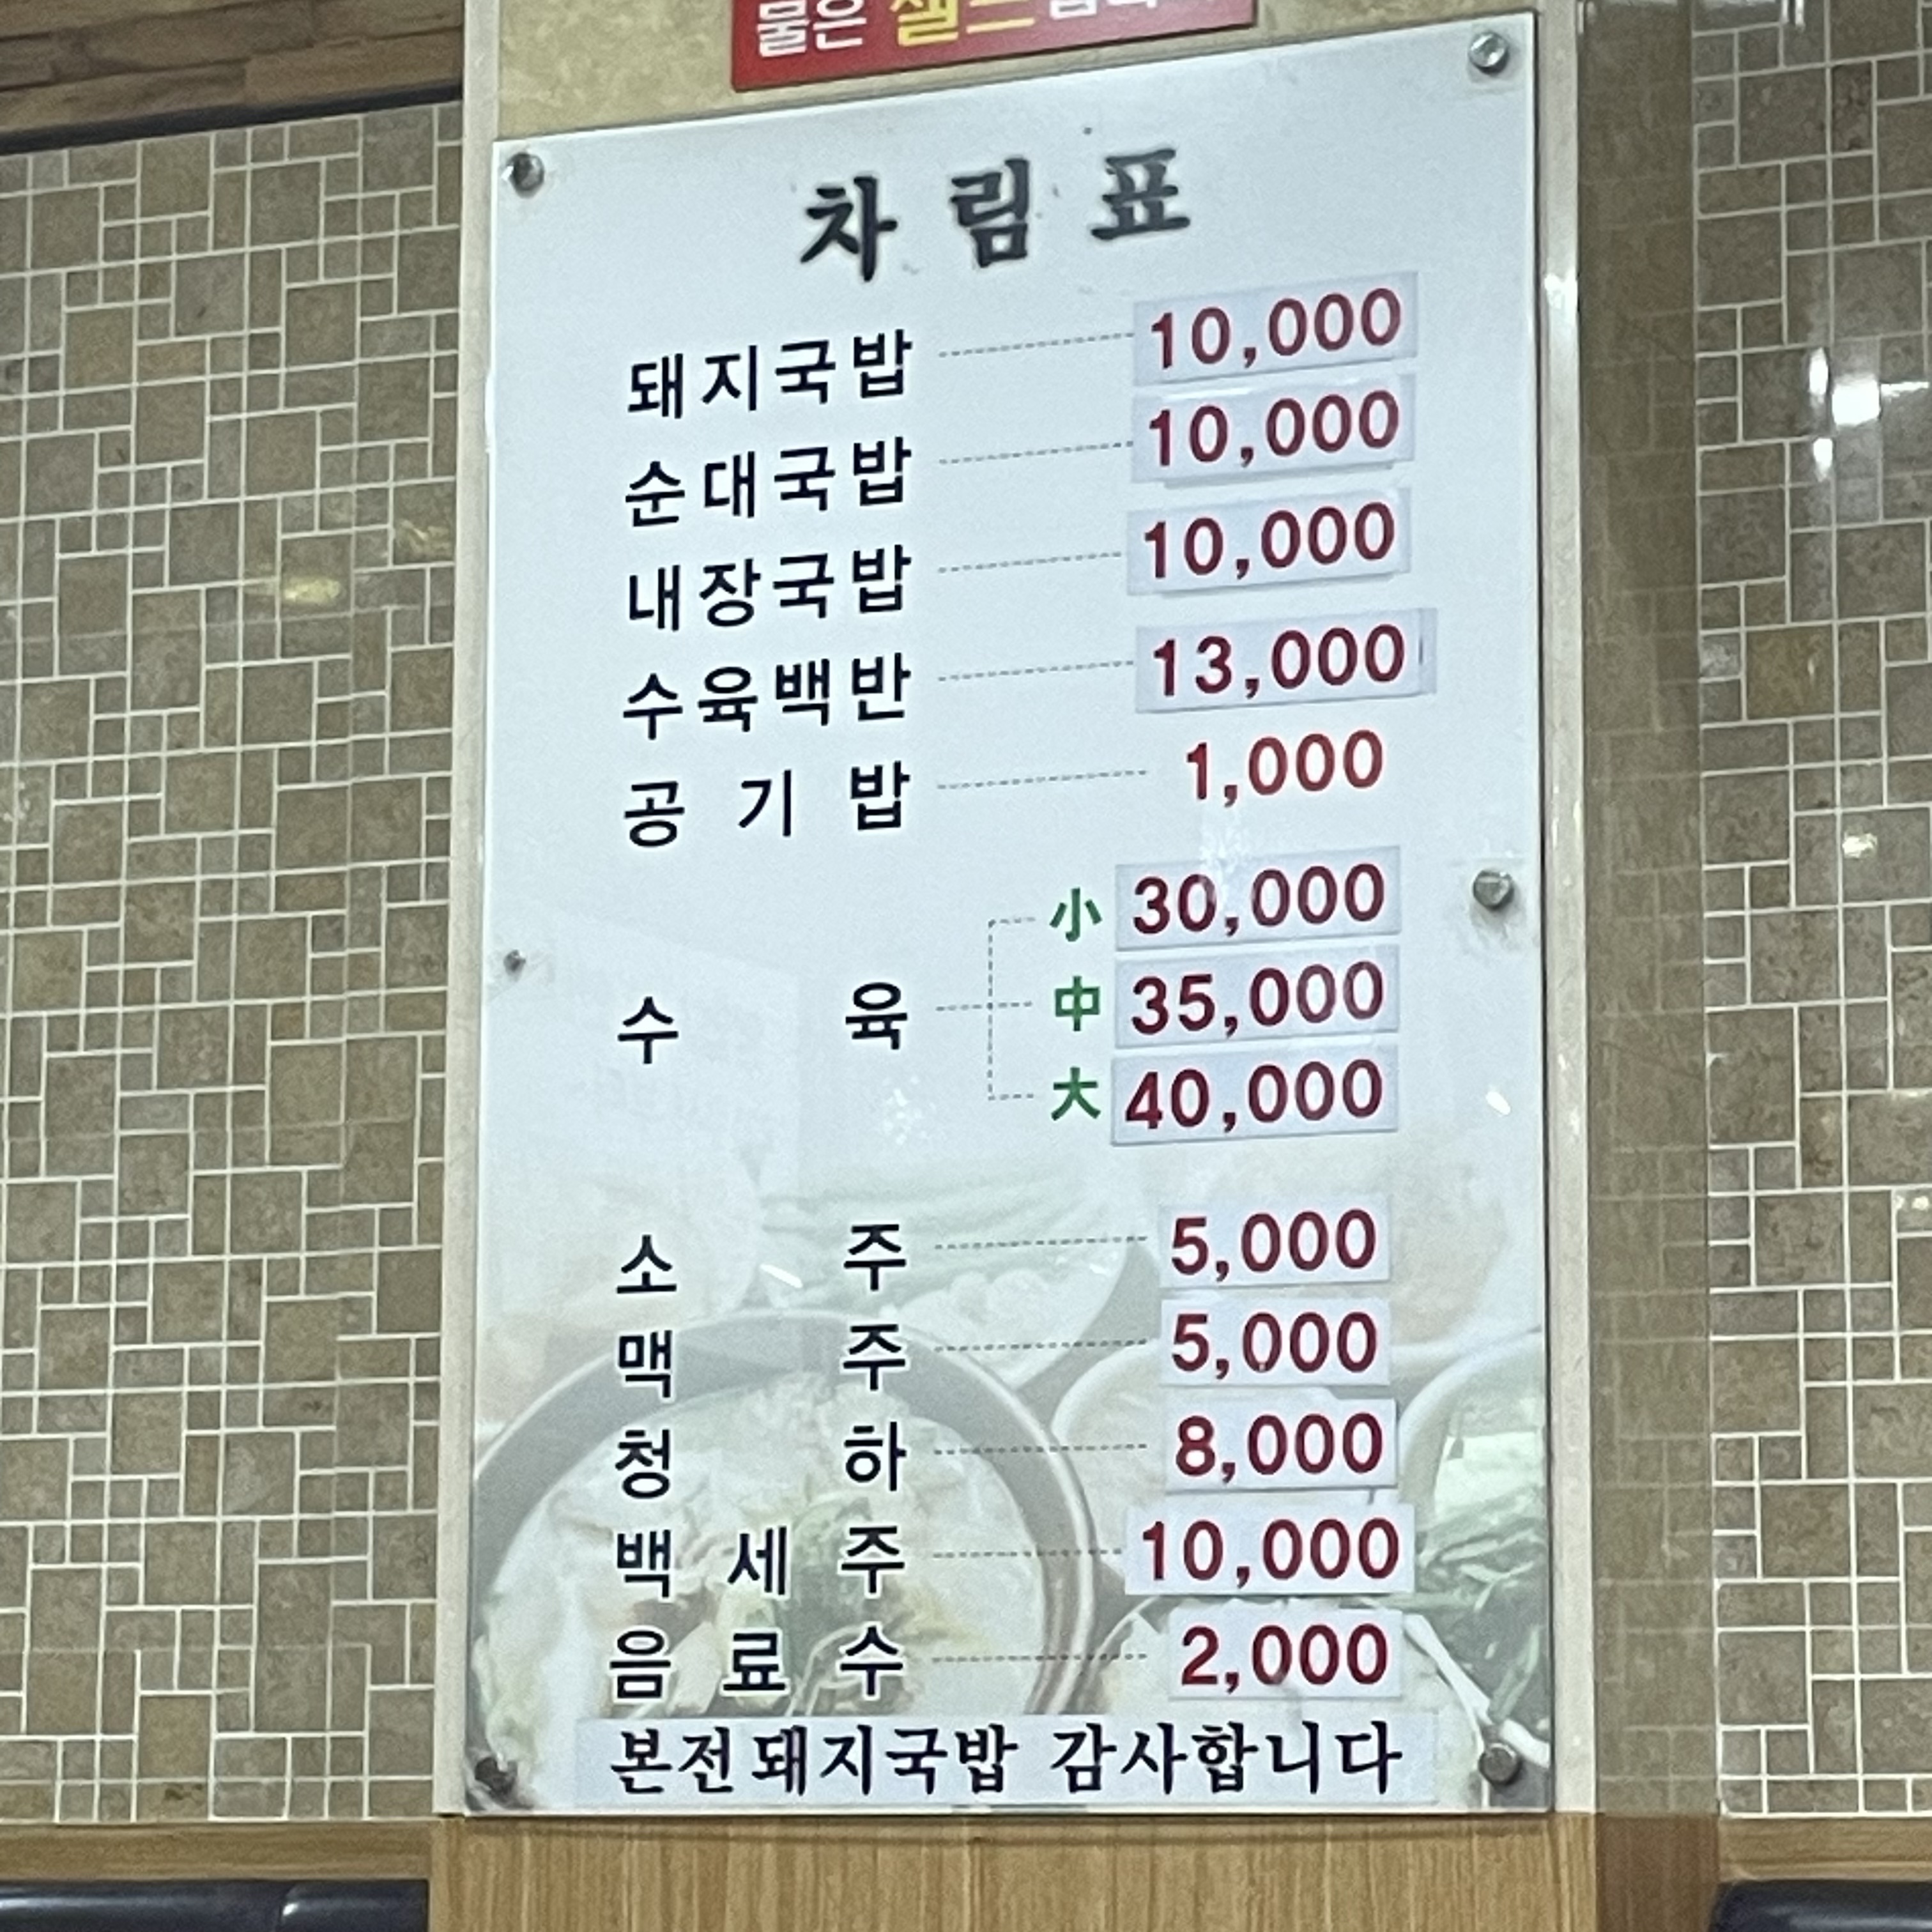 물은
차림표
돼지국밥 10,000
순대국밥 10,000
내장국밥 10,000
수육백반 13,000
공기밥 1,000
小 30,000
수육 中 35,000
大 40,000
소주 5,000
맥주 5,000
청하 8,000
백세주 10,000
음료수 2,000
본전돼지국밥 감사합니다